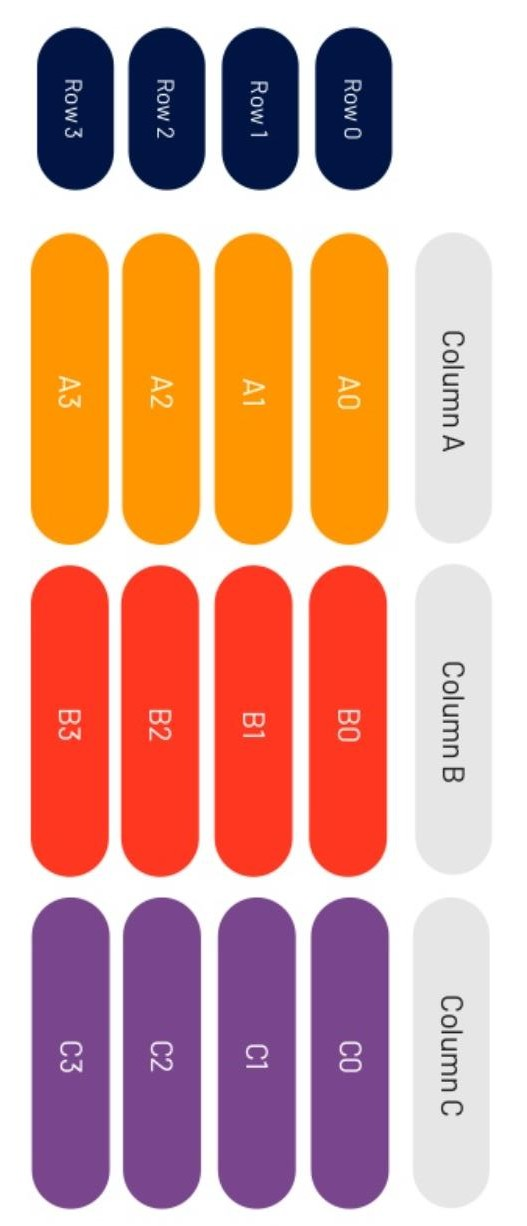 Column A
Column B
Column C
Row 0
A0
B0
C0
Row 1
A1
B1
C1
Row 2
A2
B2
C2
Row 3
A3
B3
C3